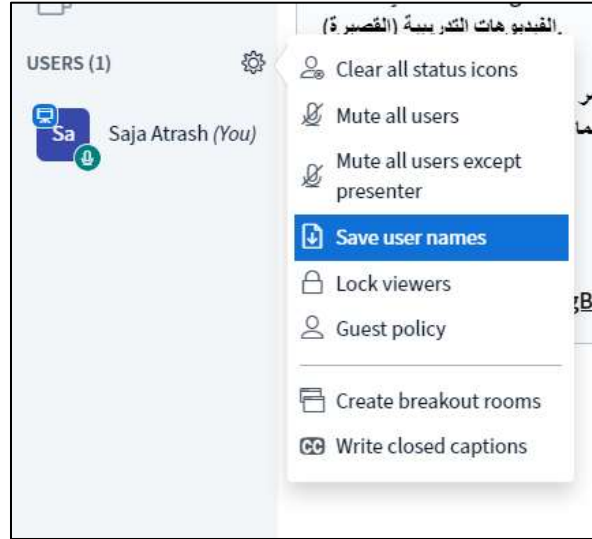 الفيديوهات التدريبية (القصيرة).
USERS (1)
Clear all status icons
Mute all users
Sa
Saja Atrash (You)
Mute all users except
presenter
Save user names
Lock viewers
Guest policy
Create breakout rooms
CC Write closed captions